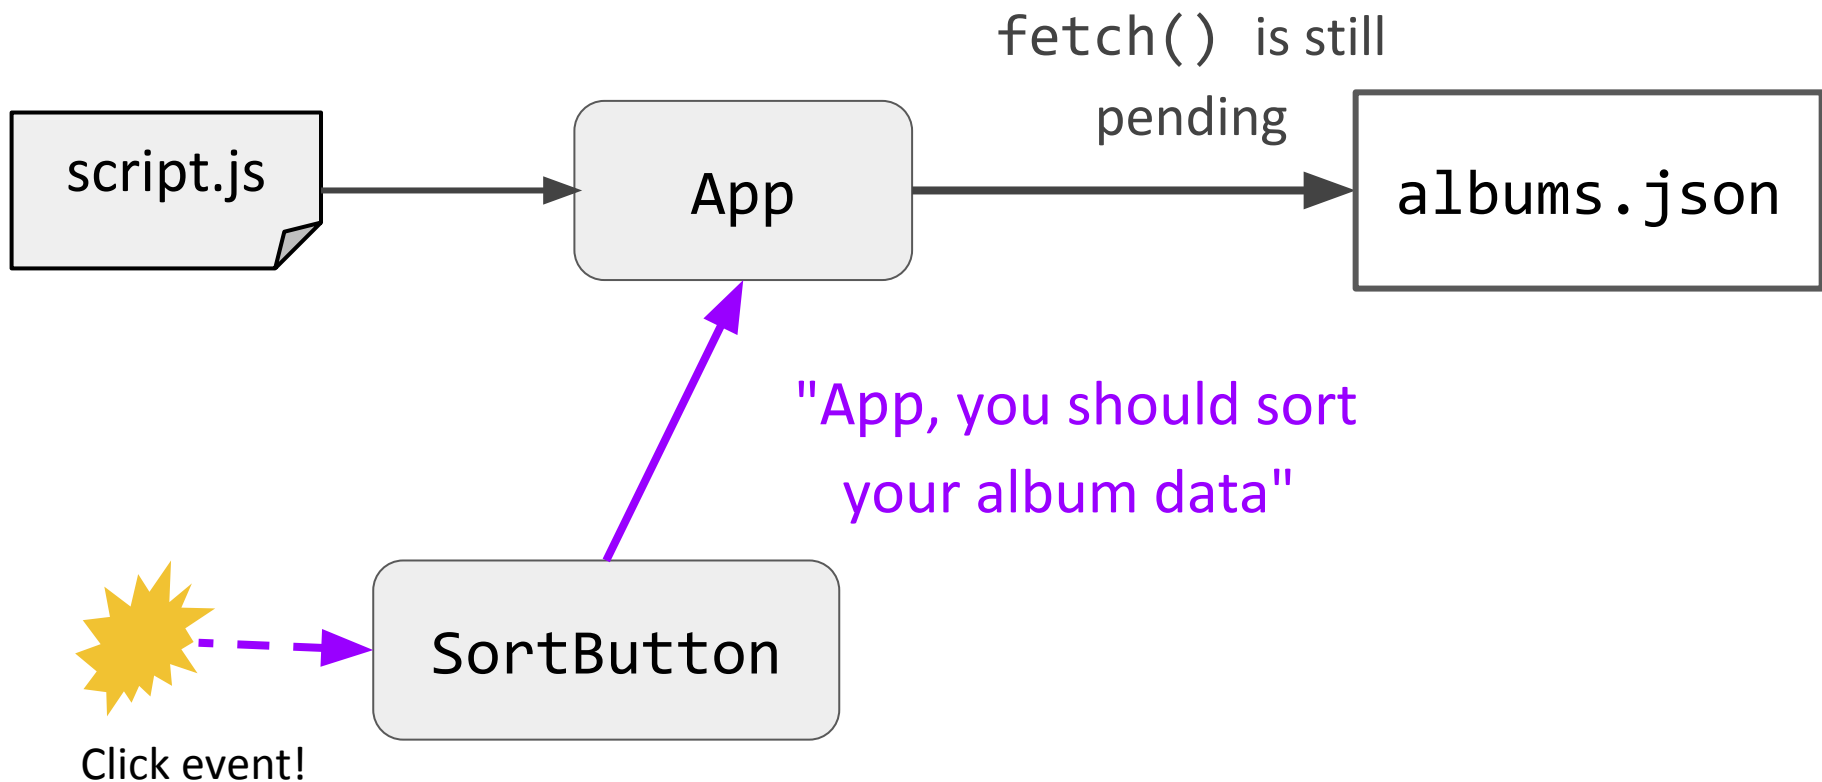 fetch() is still
pending
script.js
App
albums.json
"App, you should sort
your album data"
SortButton
Click event!